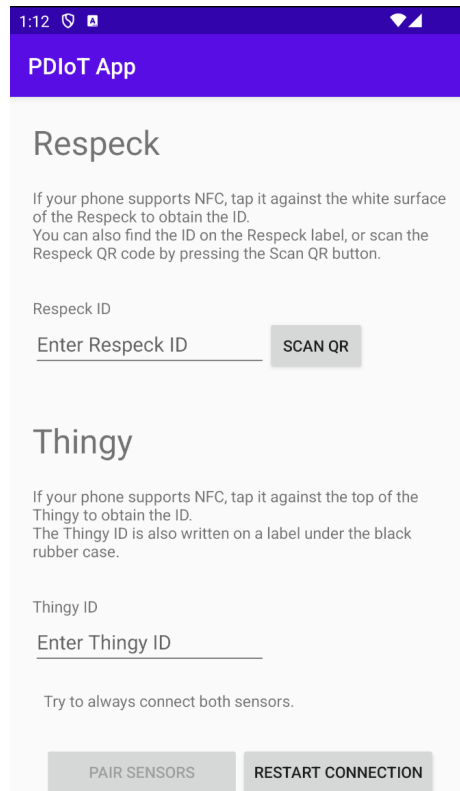 1:12
PDIoT App
Respeck
If your phone supports NFC, tap it against the white surface
of the Respeck to obtain the ID.
You can also find the ID on the Respeck label, or scan the
Respeck QR code by pressing the Scan QR button.
Respeck ID
Enter Respeck ID
SCAN QR
Thingy
If your phone supports NFC, tap it against the top of the
Thingy to obtain the ID.
The Thingy ID is also written on a label under the black
rubber case.
Thingy ID
Enter Thingy ID
Try to always connect both sensors.
PAIR SENSORS
RESTART CONNECTION